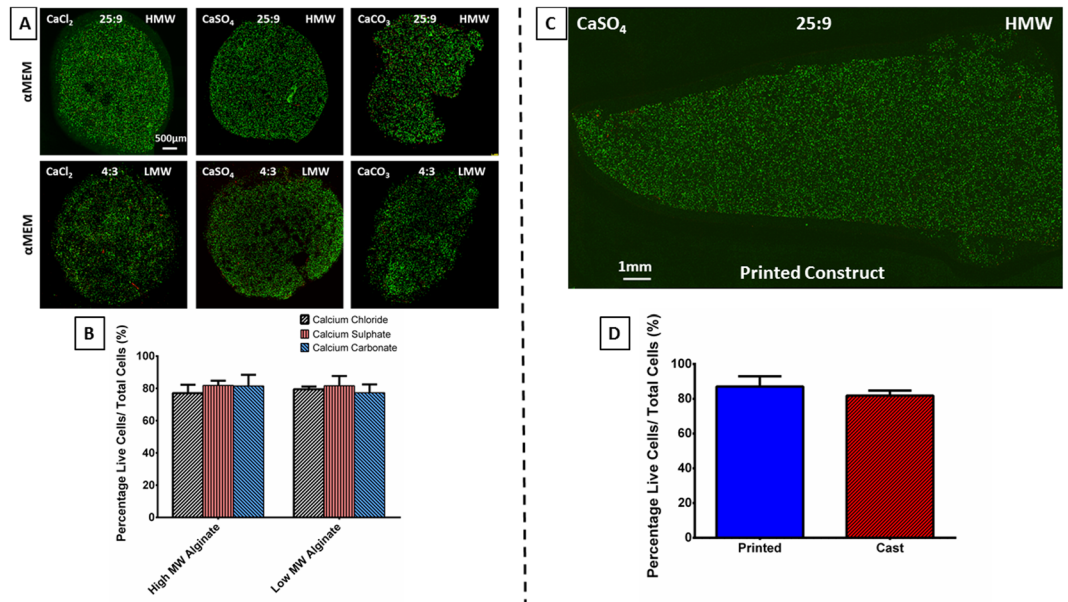 A
CaCl₂ 25:9 HMW
CaSO₄ 25:9 HMW
CaCO₃ 25:9 HMW
αMEM
500μm
CaCl₂ 4:3 LMW
CaSO₄ 4:3 LMW
CaCO₃ 4:3 LMW
αMEM
B
Calcium Chloride
Calcium Sulphate
Calcium Carbonate
Percentage Live Cells/ Total Cells (%)
100
80
60
40
20
0
High MW Alginate
Low MW Alginate
C
CaSO₄ 25:9 HMW
1mm
Printed Construct
D
Percentage Live Cells/ Total Cells (%)
100
80
60
40
20
0
Printed
Cast